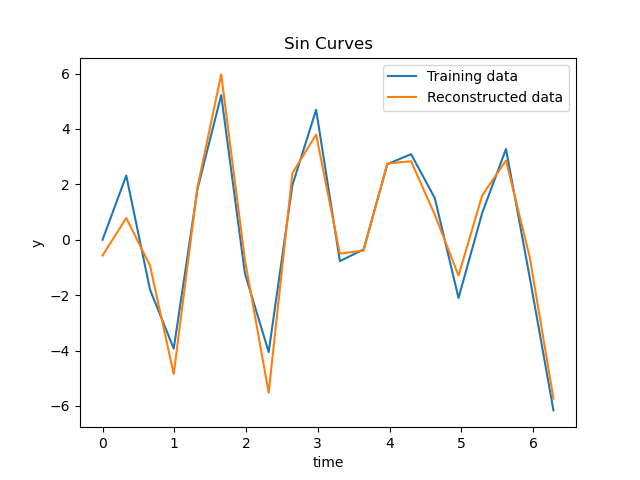 Sin Curves
Training data
Reconstructed data
6
4
2
0
−2
−4
−6
y
0 1 2 3 4 5 6
time